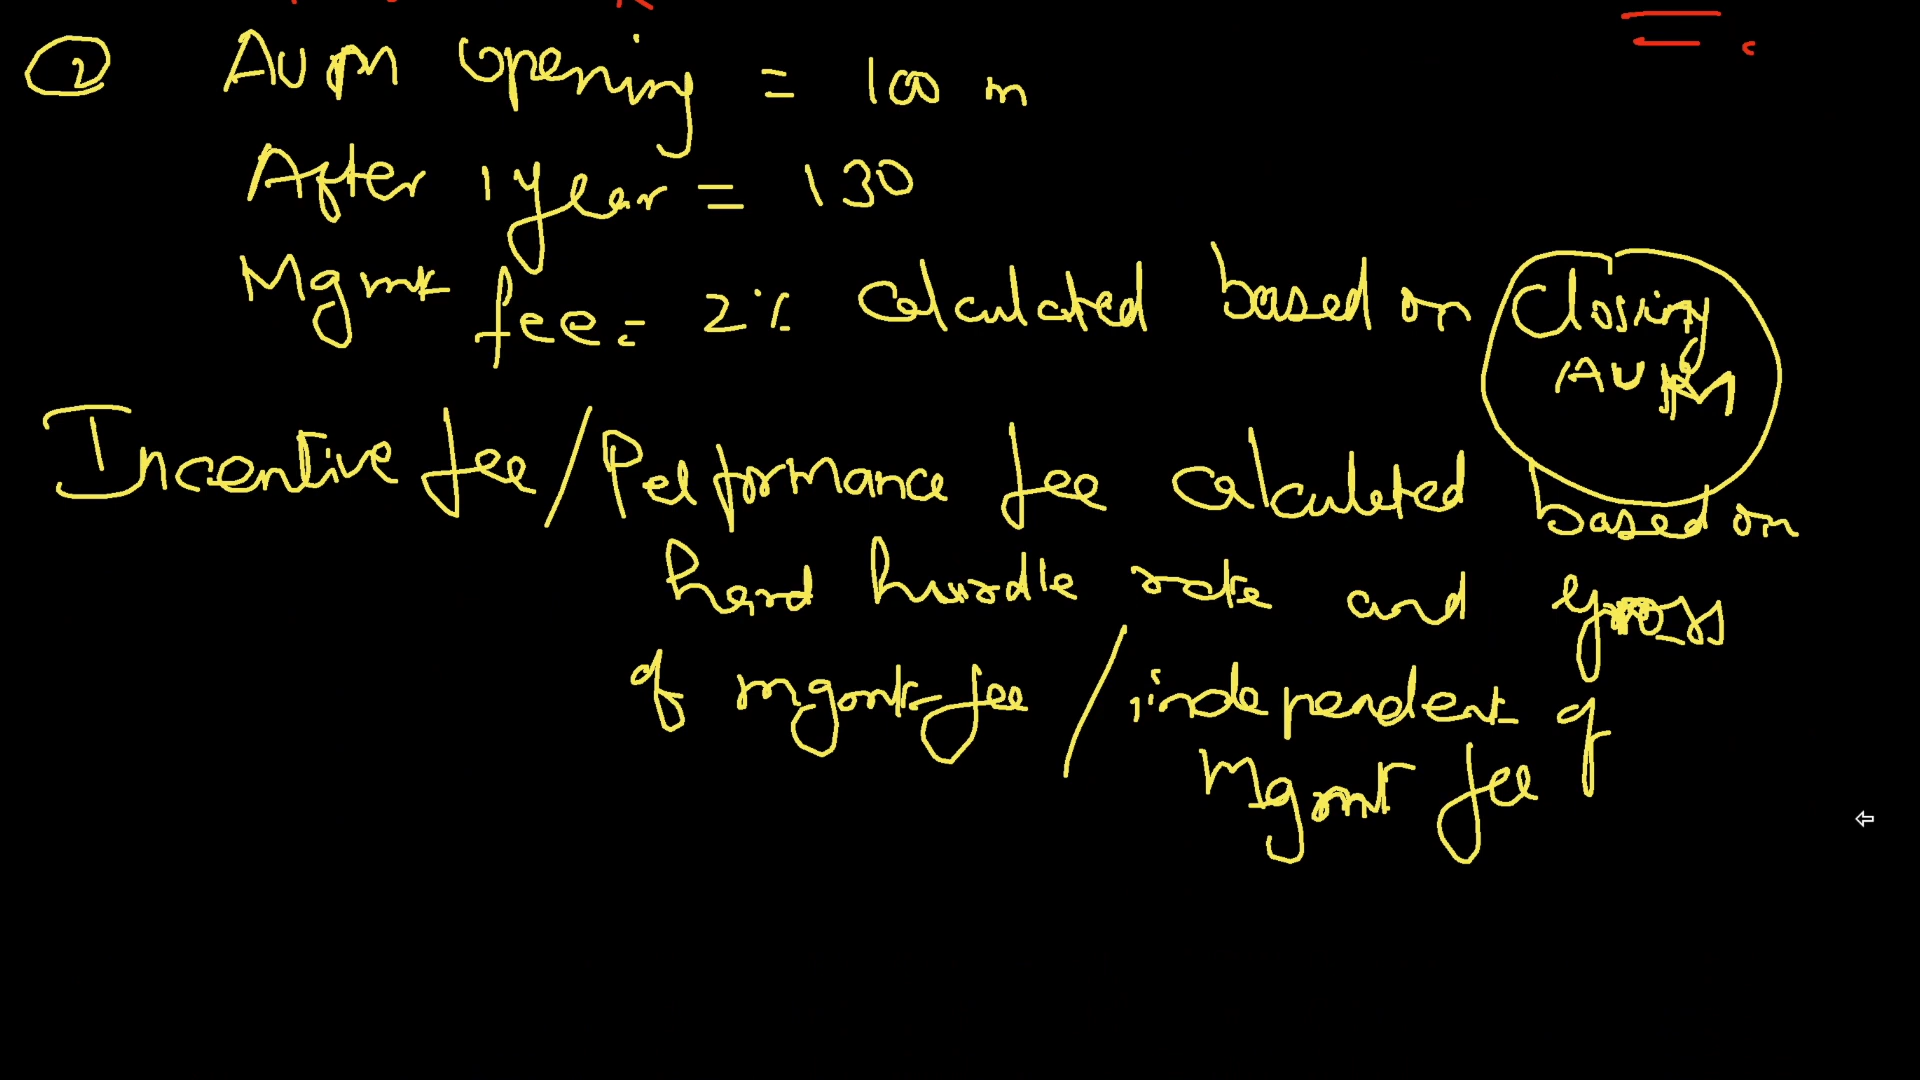 2 AUM opening = 100 m
After 1 year = 130
Mgmt fee = 2% calculated based on closing AUM
Incentive fee / Performance fee calculated based on
hard hurdle rate and gross
of mgmt fee / independent of
Mgmt fee